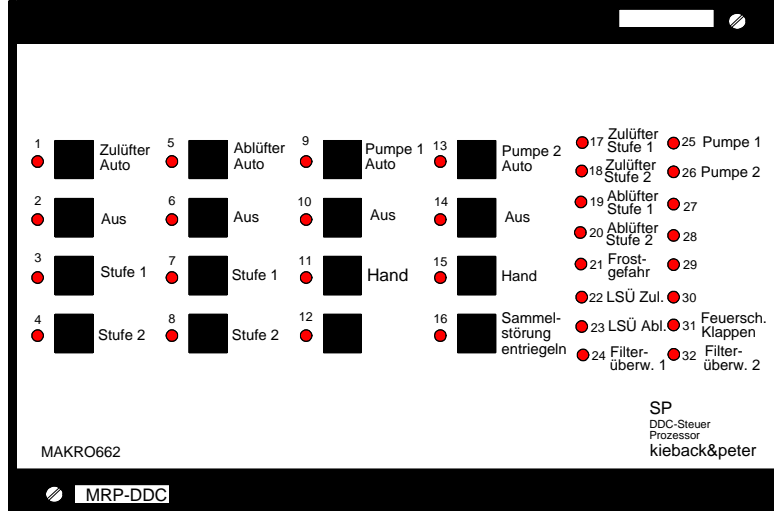 1
Zulüfter
Auto
2
Aus
3
Stufe 1
4
Stufe 2
5
Ablüfter
Auto
6
Aus
7
Stufe 1
8
Stufe 2
9
Pumpe 1
Auto
10
Aus
11
Hand
12
13
Pumpe 2
Auto
14
Aus
15
Hand
16
Sammel-
störung
entriegeln
17 Zulüfter
Stufe 1
18 Zulüfter
Stufe 2
19 Ablüfter
Stufe 1
20 Ablüfter
Stufe 2
21 Frost-
gefahr
22 LSÜ Zul.
23 LSÜ Abl.
24 Filter-
überw. 1
25 Pumpe 1
26 Pumpe 2
27
28
29
30
31 Feuersch.
Klappen
32 Filter-
überw. 2
SP
DDC-Steuer
Prozessor
kieback&peter
MAKRO662
MRP-DDC